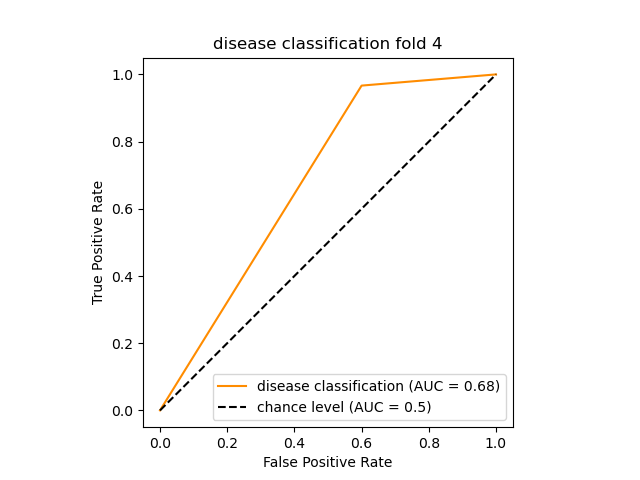 disease classification fold 4
1.0
0.8
0.6
0.4
0.2
0.0
True Positive Rate
disease classification (AUC = 0.68)
chance level (AUC = 0.5)
0.0 0.2 0.4 0.6 0.8 1.0
False Positive Rate